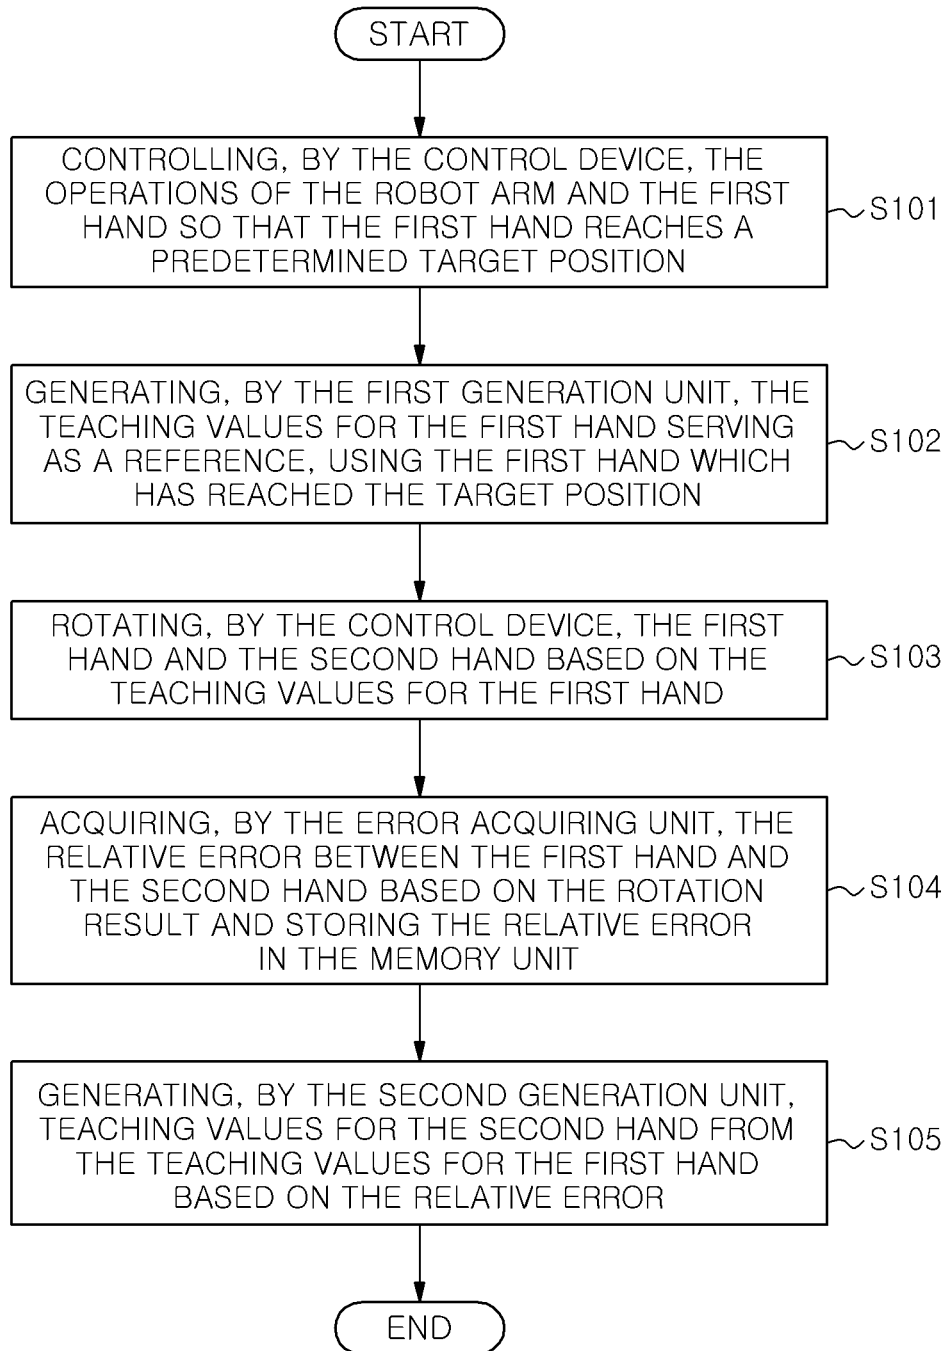 START
CONTROLLING, BY THE CONTROL DEVICE, THE
OPERATIONS OF THE ROBOT ARM AND THE FIRST
HAND SO THAT THE FIRST HAND REACHES A
PREDETERMINED TARGET POSITION
S101
GENERATING, BY THE FIRST GENERATION UNIT, THE
TEACHING VALUES FOR THE FIRST HAND SERVING
AS A REFERENCE, USING THE FIRST HAND WHICH
HAS REACHED THE TARGET POSITION
S102
ROTATING, BY THE CONTROL DEVICE, THE FIRST
HAND AND THE SECOND HAND BASED ON THE
TEACHING VALUES FOR THE FIRST HAND
S103
ACQUIRING, BY THE ERROR ACQUIRING UNIT, THE
RELATIVE ERROR BETWEEN THE FIRST HAND AND
THE SECOND HAND BASED ON THE ROTATION
RESULT AND STORING THE RELATIVE ERROR
IN THE MEMORY UNIT
S104
GENERATING, BY THE SECOND GENERATION UNIT,
TEACHING VALUES FOR THE SECOND HAND FROM
THE TEACHING VALUES FOR THE FIRST HAND
BASED ON THE RELATIVE ERROR
S105
END